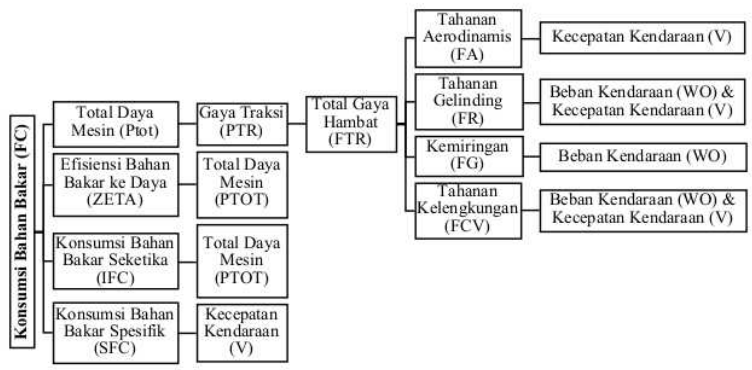 Konsumsi Bahan Bakar (FC)
Total Daya
Mesin (Ptot)
Efisiensi Bahan
Bakar ke Daya
(ZETA)
Konsumsi Bahan
Bakar Seketika
(IFC)
Konsumsi Bahan
Bakar Spesifik
(SFC)
Gaya Traksi
(PTR)
Total Daya
Mesin
(PTOT)
Total Daya
Mesin
(PTOT)
Kecepatan
Kendaraan
(V)
Total Gaya
Hambat
(FTR)
Tahanan
Aerodinamis
(FA)
Tahanan
Gelinding
(FR)
Kemiringan
(FG)
Tahanan
Kelengkungan
(FCV)
Kecepatan Kendaraan (V)
Beban Kendaraan (WO) &
Kecepatan Kendaraan (V)
Beban Kendaraan (WO)
Beban Kendaraan (WO) &
Kecepatan Kendaraan (V)